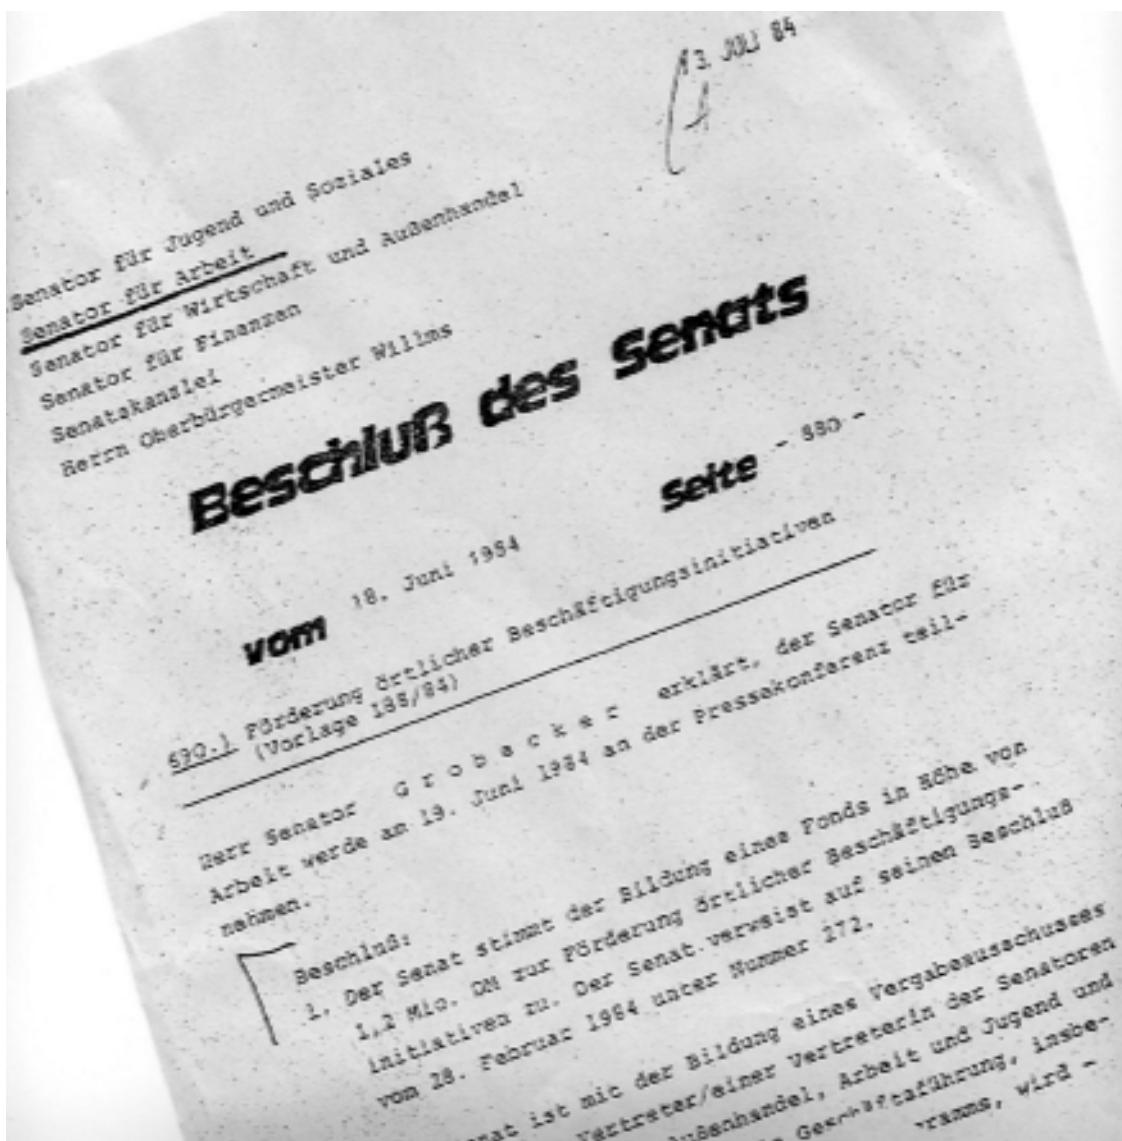 3. JULI 84
Senator für Jugend und Soziales
Senator für Arbeit
Senator für Wirtschaft und Außenhandel
Senator für Finanzen
Senatskanzlei
Herrn Oberbürgermeister Willms
Beschluß des Senats
vom 18. Juni 1984 Seite - 880 -
690.1 Förderung örtlicher Beschäftigungsinitiativen
(Vorlage 188/84)
Herr Senator G r o b e c k e r erklärt, der Senator für
Arbeit werde am 19. Juni 1984 an der Pressekonferenz teil-
nehmen.
Beschluß:
1. Der Senat stimmt der Bildung eines Fonds in Höhe von
1,2 Mio. DM zur Förderung örtlicher Beschäftigungs-
initiativen zu. Der Senat verweist auf seinen Beschluß
vom 28. Februar 1984 unter Nummer 172.
ist mit der Bildung eines Vergabeausschusses
Vertreter/einer Vertreterin der Senatoren
Außenhandel, Arbeit und Jugend und
Geschäftsführung, insbe-
wird -